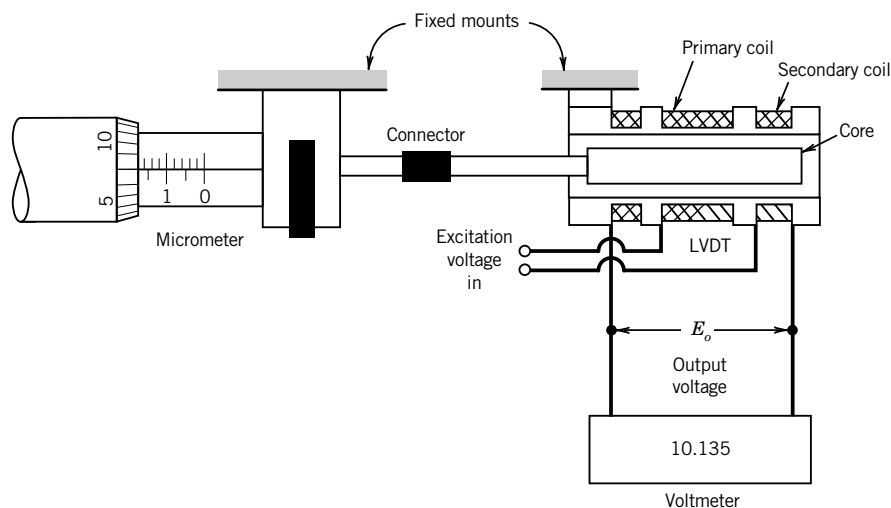 Fixed mounts
Primary coil
Secondary coil
Core
Connector
10
5
1 0
Micrometer
Excitation
voltage
in
LVDT
E_o
Output
voltage
10.135
Voltmeter